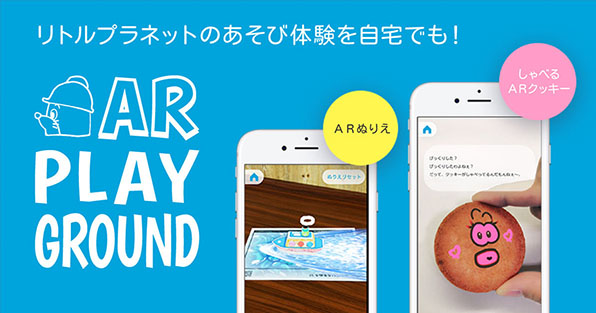 リトルプラネットのあそび体験を自宅でも！
AR
PLAY
GROUND
ARぬりえ
しゃべる
ARクッキー
ぬりえリセット
びっくりした？
びっくりしたわよねぇ？
だって、クッキーがしゃべってるんだもんねぇ〜。